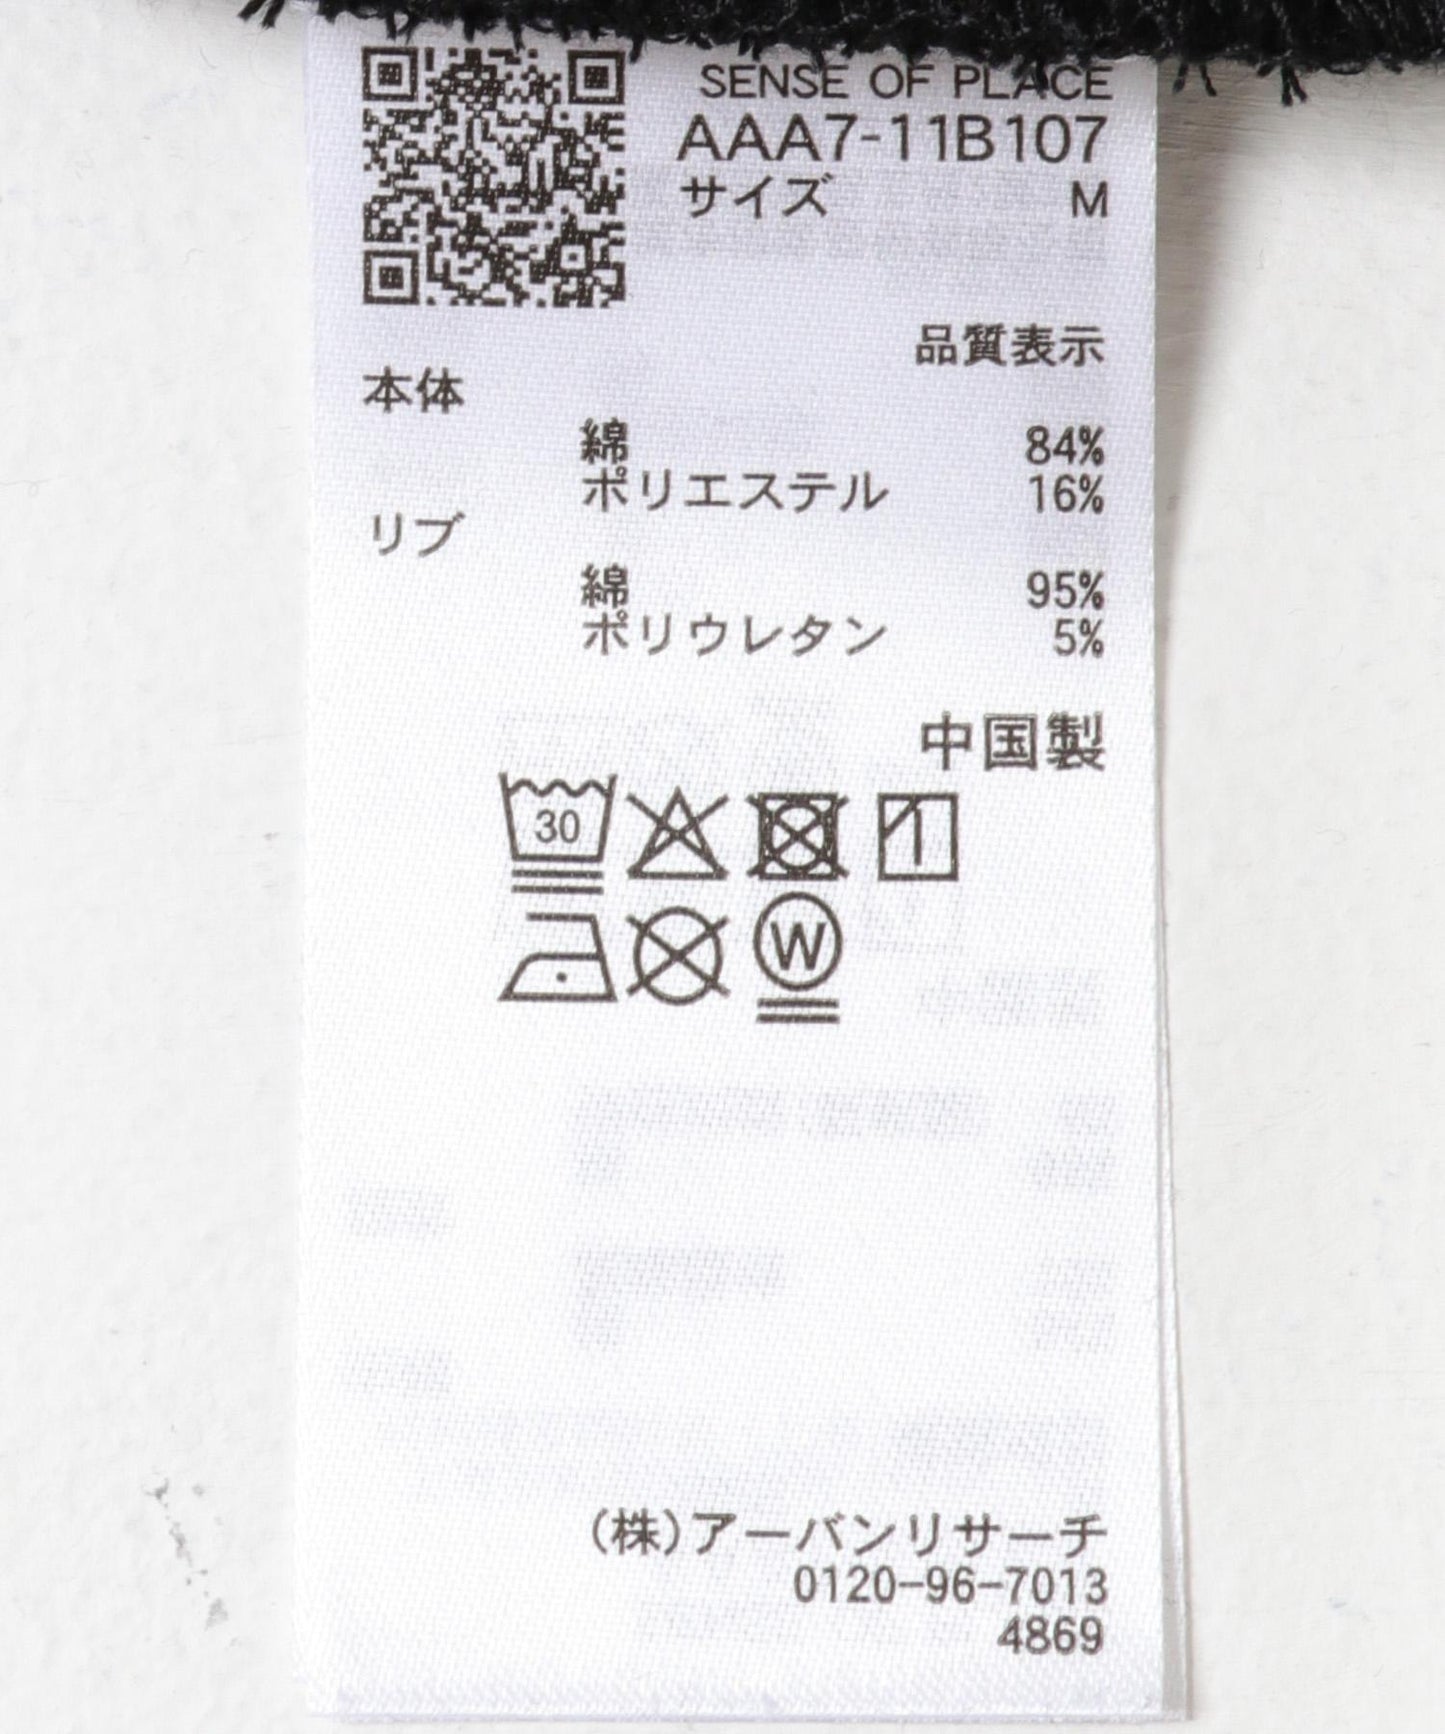 SENSE OF PLACE
AAA7-11B107
サイズ M
品質表示
本体
綿 84%
ポリエステル 16%
リブ
綿 95%
ポリウレタン 5%
中国製
30
W
(株)アーバンリサーチ
0120-96-7013
4869